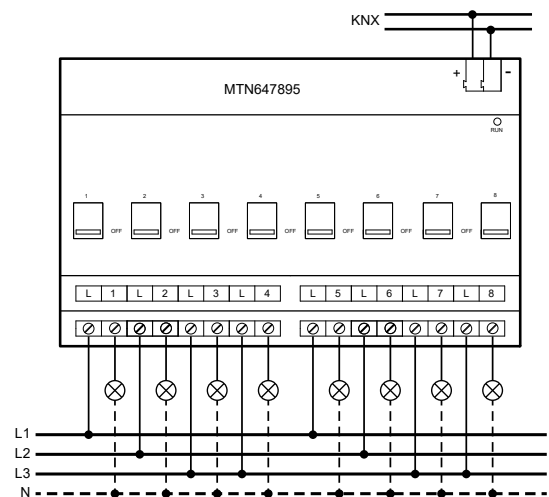 KNX
+ -
MTN647895
RUN
1 2 3 4 5 6 7 8
OFF OFF OFF OFF OFF OFF OFF
L 1 L 2 L 3 L 4 L 5 L 6 L 7 L 8
L1
L2
L3
N